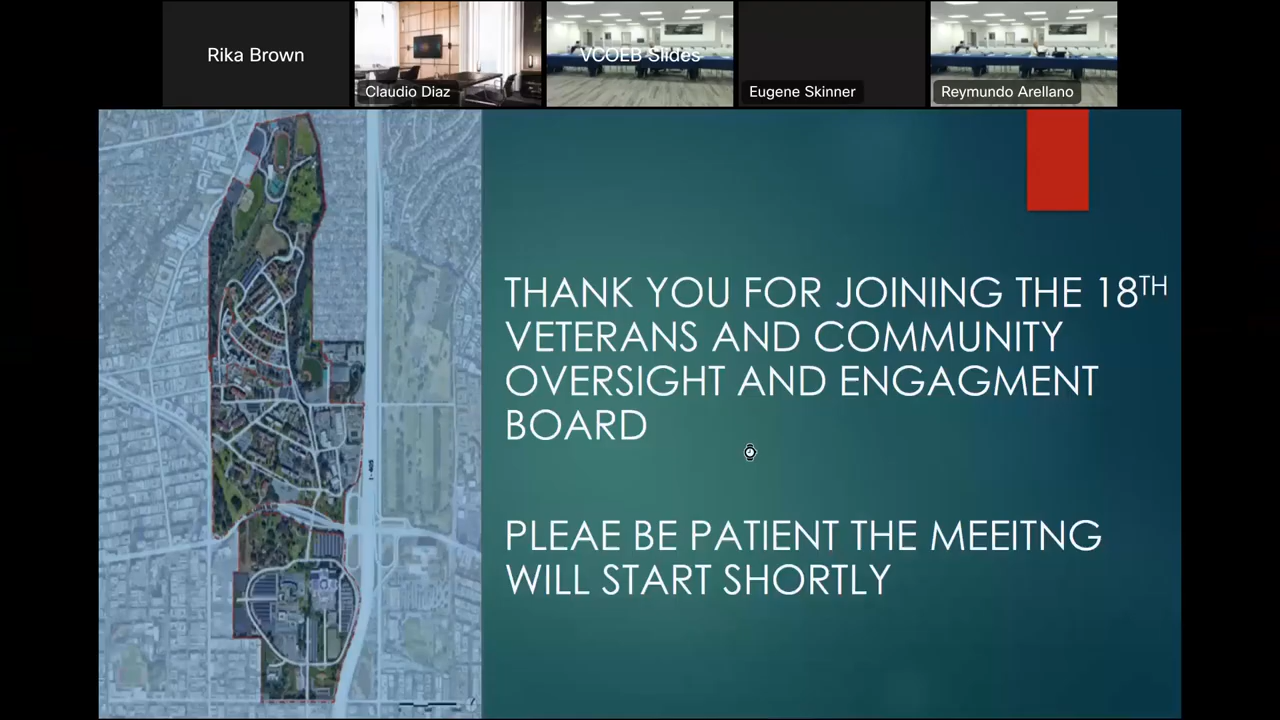 Rika Brown
Claudio Diaz
VCOEB Slides
Eugene Skinner
Reymundo Arellano
THANK YOU FOR JOINING THE 18TH
VETERANS AND COMMUNITY
OVERSIGHT AND ENGAGMENT
BOARD
PLEAE BE PATIENT THE MEEITNG
WILL START SHORTLY
I - 405